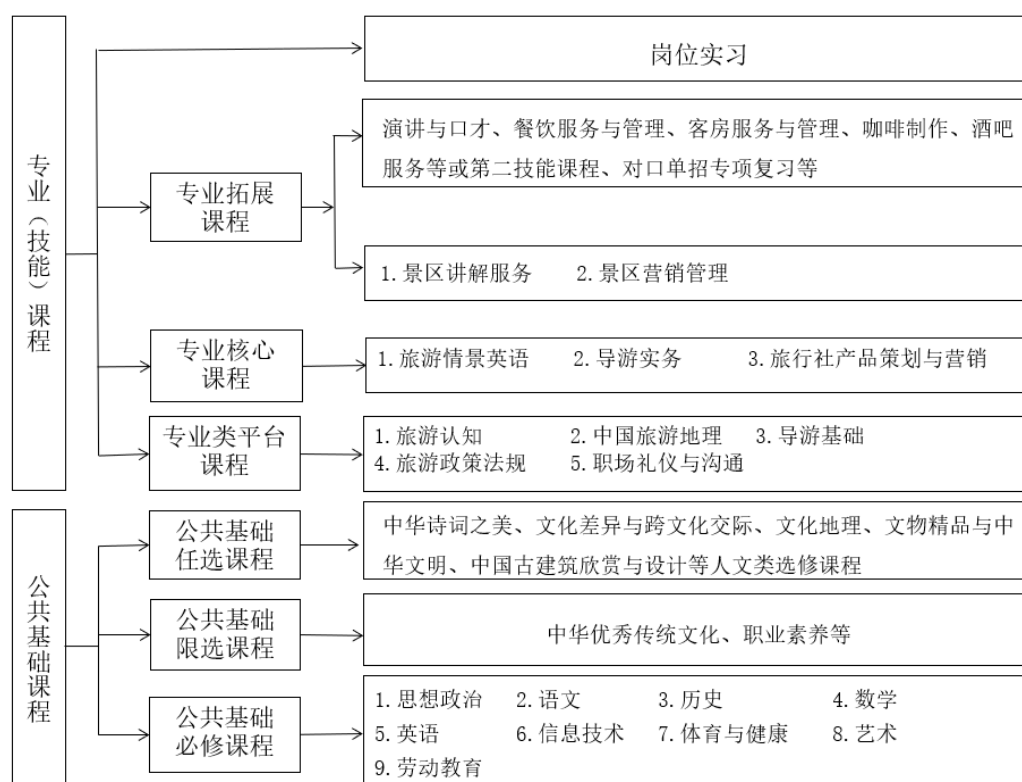 专业（技能）课程
岗位实习
专业拓展
课程
演讲与口才、餐饮服务与管理、客房服务与管理、咖啡制作、酒吧
服务等或第二技能课程、对口单招专项复习等
1.景区讲解服务 2.景区营销管理
专业核心
课程
1.旅游情景英语 2.导游实务 3.旅行社产品策划与营销
专业类平台
课程
1.旅游认知 2.中国旅游地理 3.导游基础
4.旅游政策法规 5.职场礼仪与沟通
公共基础课程
公共基础
任选课程
中华诗词之美、文化差异与跨文化交际、文化地理、文物精品与中
华文明、中国古建筑欣赏与设计等人文类选修课程
公共基础
限选课程
中华优秀传统文化、职业素养等
公共基础
必修课程
1.思想政治 2.语文 3.历史 4.数学
5.英语 6.信息技术 7.体育与健康 8.艺术
9.劳动教育